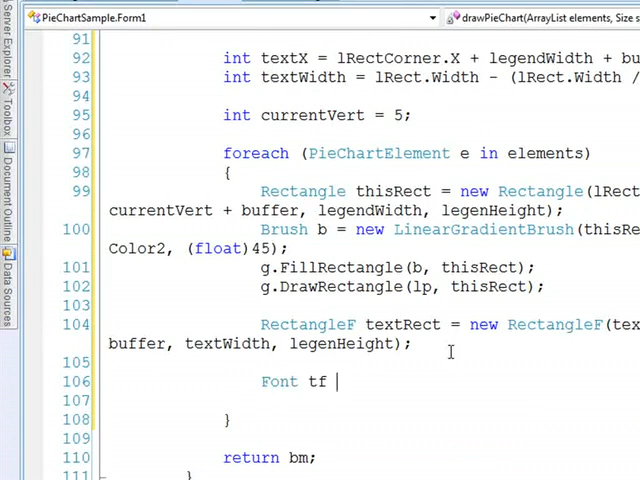 PieChartSample.Form1
drawPieChart(ArrayList elements, Size s
Server Explorer
Toolbox
Document Outline
Data Sources
91
92 int textX = lRectCorner.X + legendWidth + bu
93 int textWidth = lRect.Width - (lRect.Width /
94
95 int currentVert = 5;
96
97 foreach (PieChartElement e in elements)
98 {
99 Rectangle thisRect = new Rectangle(lRect
currentVert + buffer, legendWidth, legenHeight);
100 Brush b = new LinearGradientBrush(thisRe
Color2, (float)45);
101 g.FillRectangle(b, thisRect);
102 g.DrawRectangle(lp, thisRect);
103
104 RectangleF textRect = new RectangleF(tex
buffer, textWidth, legenHeight);
105
106 Font tf
107
108 }
109
110 return bm;
111 }